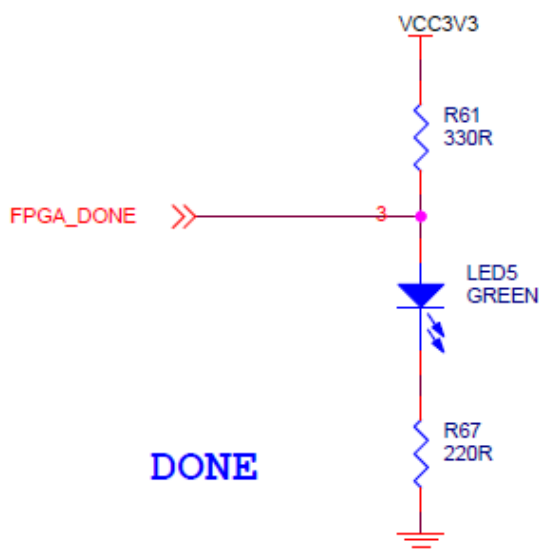 VCC3V3
R61
330R
FPGA_DONE
3
LED5
GREEN
R67
220R
DONE